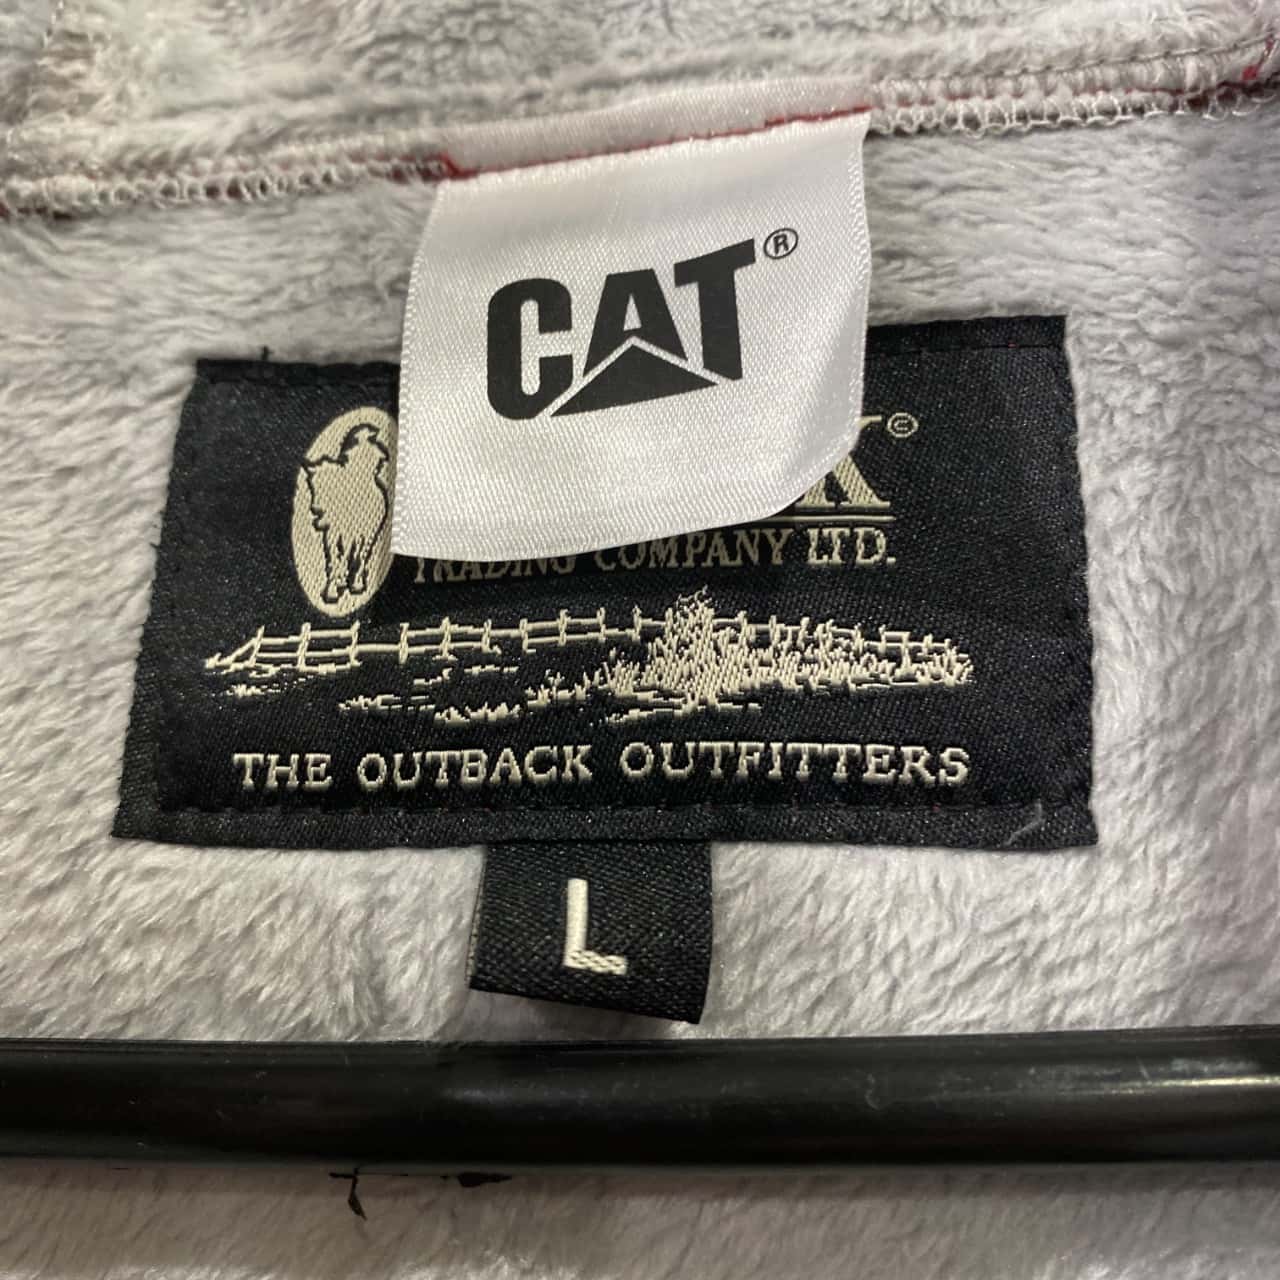 CAT®
©
TRADING COMPANY LTD.
THE OUTBACK OUTFITTERS
L